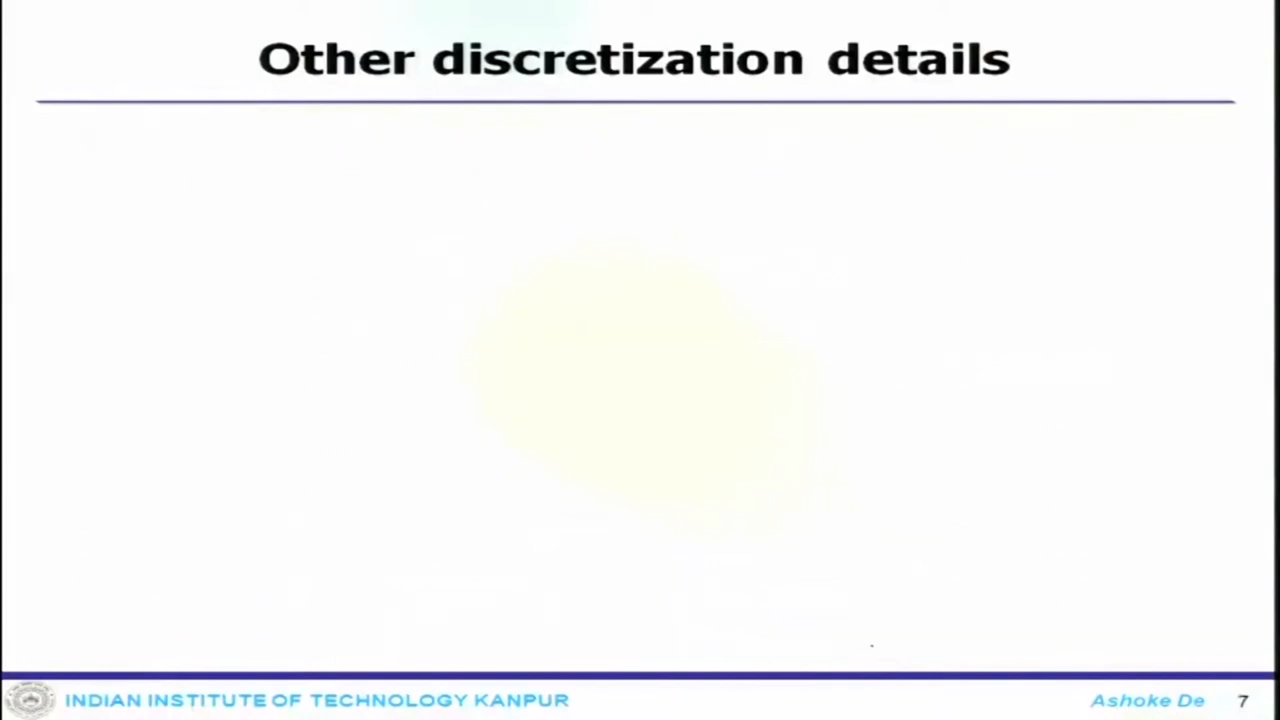 Other discretization details
INDIAN INSTITUTE OF TECHNOLOGY KANPUR
Ashoke De 7